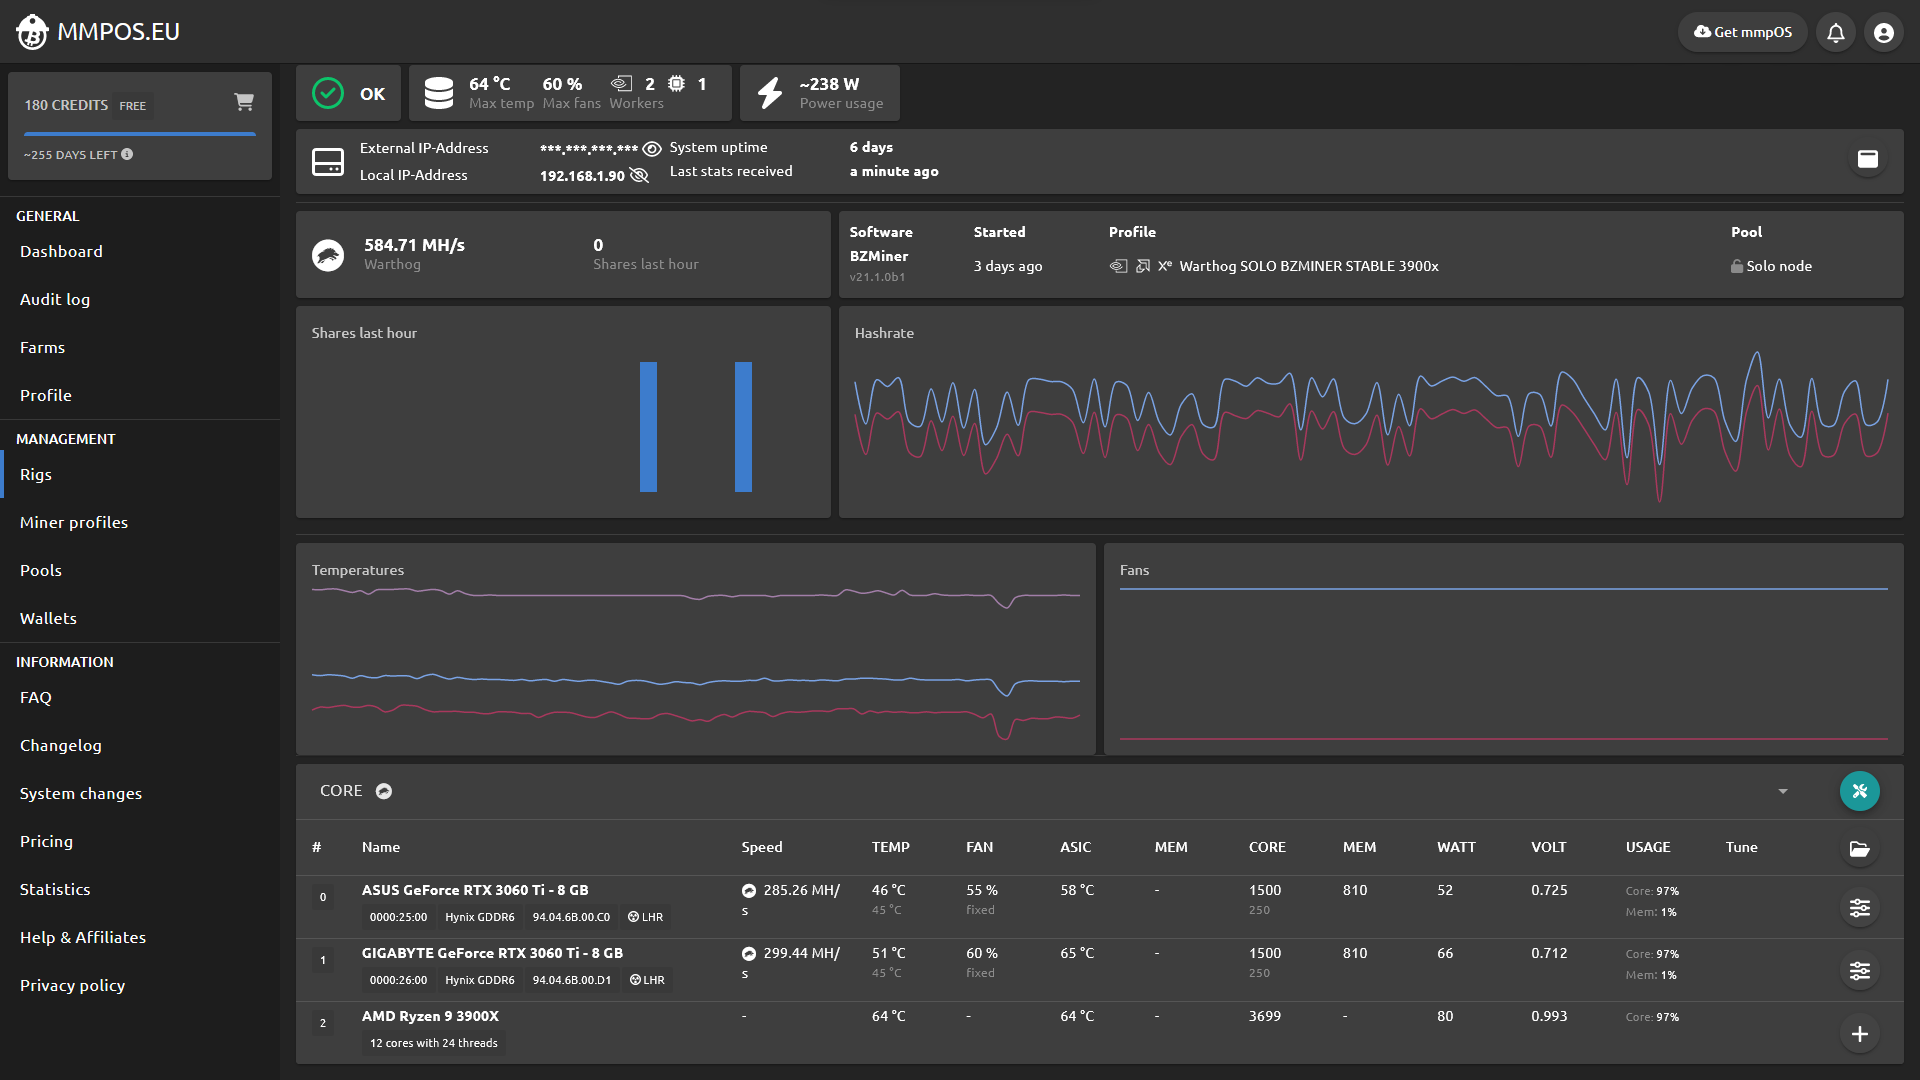 MMPOS.EU
Get mmpOS
180 CREDITS FREE
~255 DAYS LEFT
GENERAL
Dashboard
Audit log
Farms
Profile
MANAGEMENT
Rigs
Miner profiles
Pools
Wallets
INFORMATION
FAQ
Changelog
System changes
Pricing
Statistics
Help & Affiliates
Privacy policy
OK
64 °C 60 % 2 1
Max temp Max fans Workers
~238 W
Power usage
External IP-Address ***.***.***.*** System uptime 6 days
Local IP-Address 192.168.1.90 Last stats received a minute ago
584.71 MH/s 0
Warthog Shares last hour
Software Started Profile Pool
BZMiner
v21.1.0b1
3 days ago Warthog SOLO BZMINER STABLE 3900x Solo node
Shares last hour
Hashrate
Temperatures
Fans
CORE
# Name Speed TEMP FAN ASIC MEM CORE MEM WATT VOLT USAGE Tune
0 ASUS GeForce RTX 3060 Ti - 8 GB 285.26 MH/ 46 °C 55 % 58 °C - 1500 810 52 0.725 Core: 97%
0000:25:00 Hynix GDDR6 94.04.6B.00.C0 LHR s 45 °C fixed 250 Mem: 1%
1 GIGABYTE GeForce RTX 3060 Ti - 8 GB 299.44 MH/ 51 °C 60 % 65 °C - 1500 810 66 0.712 Core: 97%
0000:26:00 Hynix GDDR6 94.04.6B.00.D1 LHR s 45 °C fixed 250 Mem: 1%
2 AMD Ryzen 9 3900X - 64 °C - 64 °C - 3699 - 80 0.993 Core: 97%
12 cores with 24 threads